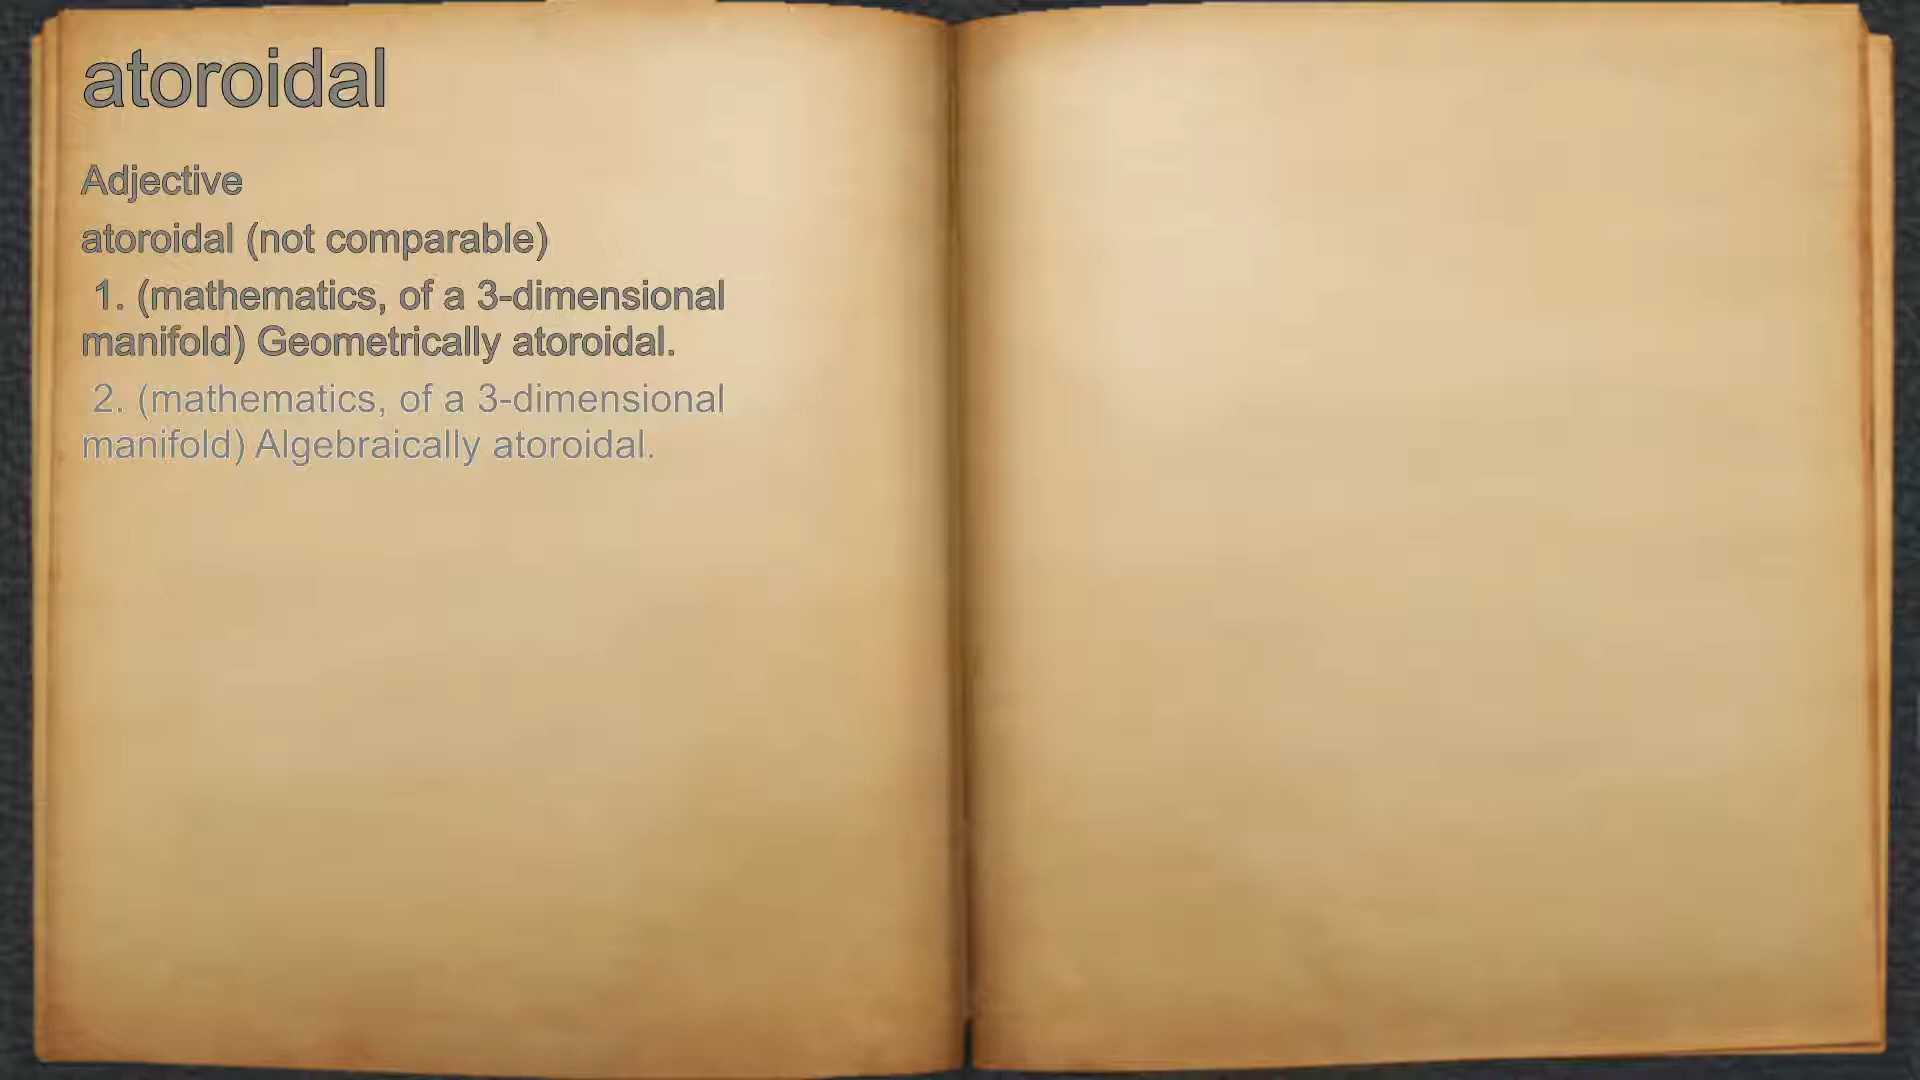 atoroidal
Adjective
atoroidal (not comparable)
1. (mathematics, of a 3-dimensional
manifold) Geometrically atoroidal.
2. (mathematics, of a 3-dimensional
manifold) Algebraically atoroidal.